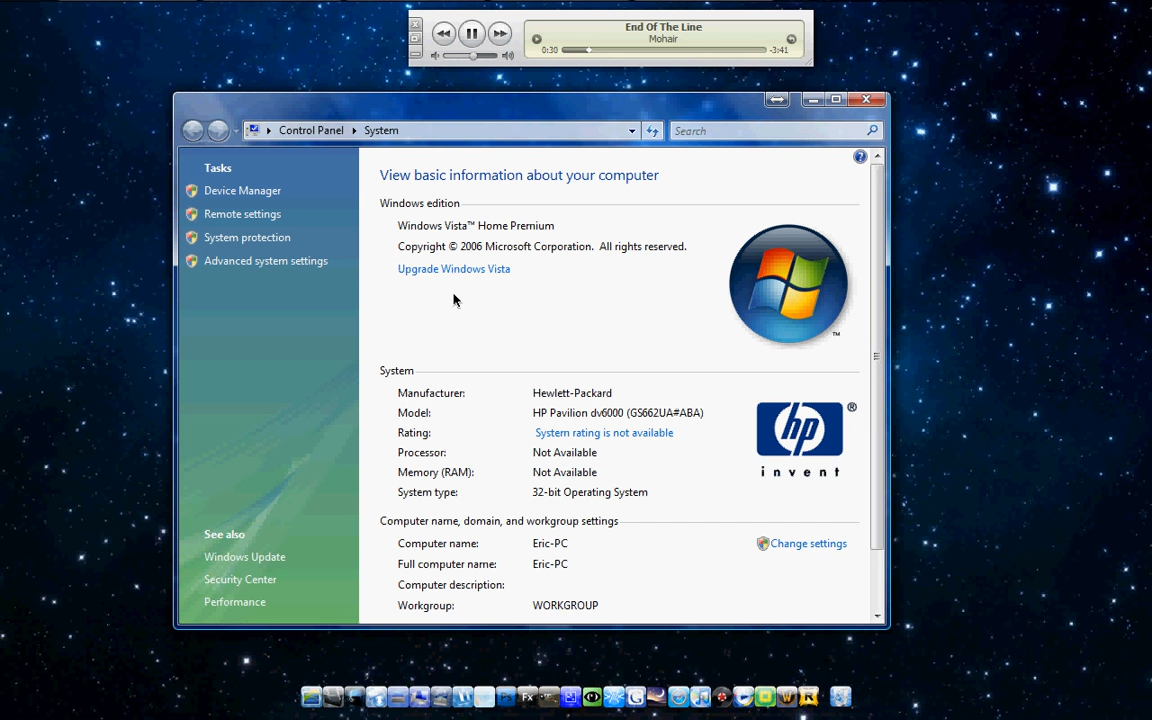 End Of The Line
Mohair
0:30 -3:41
Control Panel System Search
Tasks
Device Manager
Remote settings
System protection
Advanced system settings
See also
Windows Update
Security Center
Performance
View basic information about your computer
Windows edition
Windows Vista™ Home Premium
Copyright © 2006 Microsoft Corporation. All rights reserved.
Upgrade Windows Vista
TM
System
Manufacturer: Hewlett-Packard
Model: HP Pavilion dv6000 (GS662UA#ABA)
Rating: System rating is not available
Processor: Not Available
Memory (RAM): Not Available
System type: 32-bit Operating System
hp ®
invent
Computer name, domain, and workgroup settings
Computer name: Eric-PC Change settings
Full computer name: Eric-PC
Computer description:
Workgroup: WORKGROUP
Fx